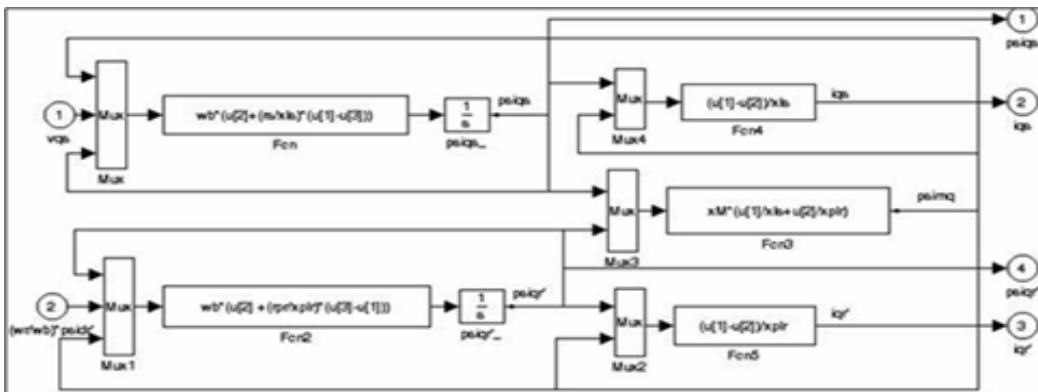 1
psiqs
Mux
wb*(u[2]+(rs/xls)*(u[1]-u[3]))
1
s
psiqs
Mux
(u[1]-u[2])/xls
iqs
2
iqs
1
vqs
Fcn
psiqs_
Mux4
Fcn4
Mux
Mux
xM*(u[1]/xls+u[2]/xplr)
psimq
Fcn3
Mux3
4
psiqr'
2
Mux
wb*(u[2] +(rpr/xplr)*(u[3]-u[1]))
1
s
psiqr'
Mux
(u[1]-u[2])/xplr
iqr'
3
iqr'
(wr/wb)*psidr'
Fcn2
psiqr'_
Mux1
Mux2
Fcn5